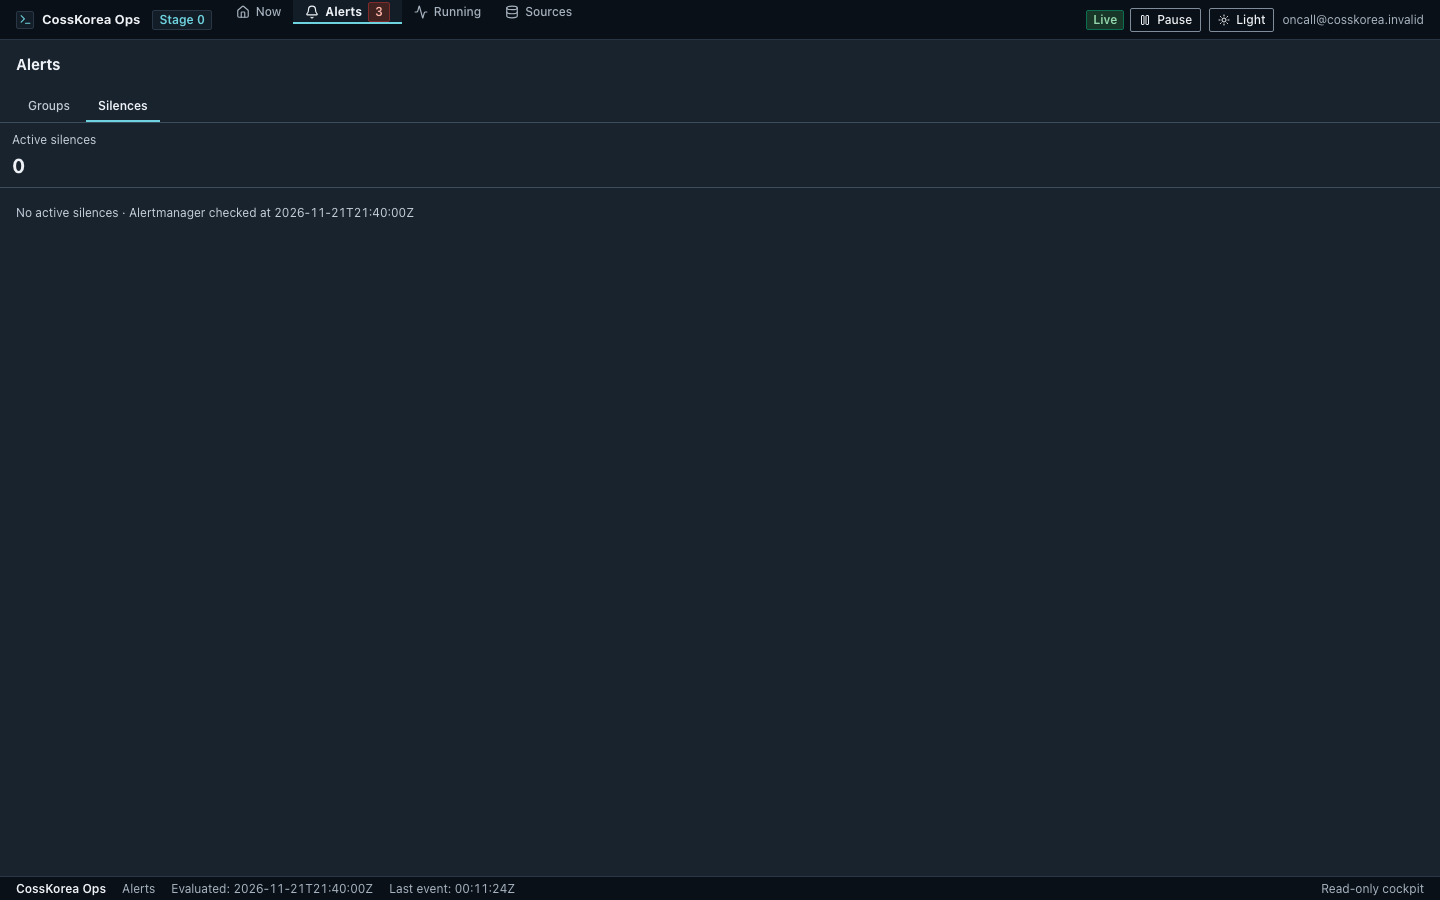 CossKorea Ops Stage 0 Now Alerts 3 Running Sources Live Pause Light oncall@cosskorea.invalid
Alerts
Groups Silences
Active silences
0
No active silences · Alertmanager checked at 2026-11-21T21:40:00Z
CossKorea Ops Alerts Evaluated: 2026-11-21T21:40:00Z Last event: 00:11:24Z Read-only cockpit